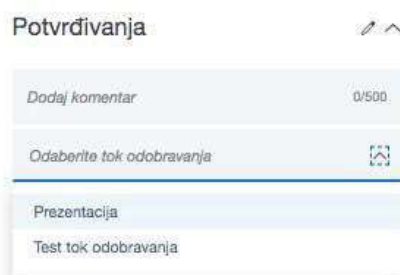 Potvrđivanja
Dodaj komentar 0/500
Odaberite tok odobravanja
Prezentacija
Test tok odobravanja